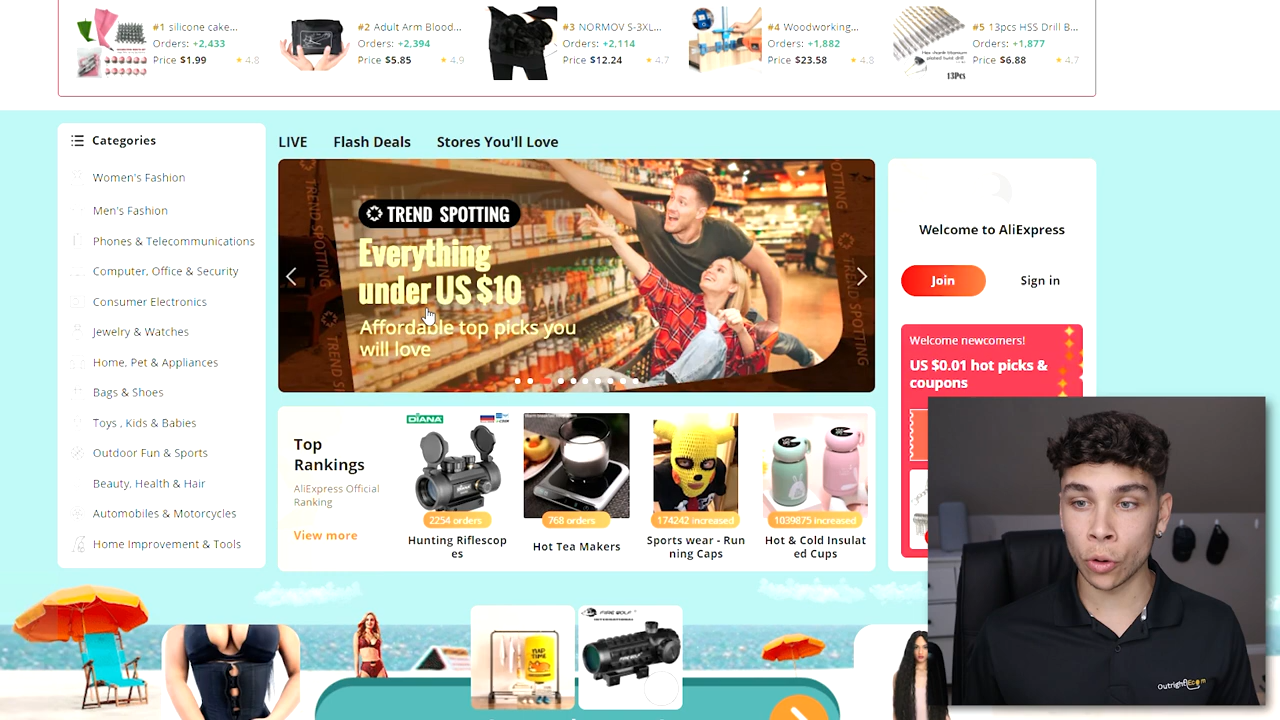 #1 silicone cake...
Orders: +2,433
Price $1.99 ★ 4.8
#2 Adult Arm Blood...
Orders: +2,394
Price $5.85 ★ 4.9
#3 NORMOV S-3XL...
Orders: +2,114
Price $12.24 ★ 4.7
#4 Woodworking...
Orders: +1,882
Price $23.58 ★ 4.8
#5 13pcs HSS Drill B...
Orders: +1,877
Price $6.88 ★ 4.7
13Pcs
Categories
Women's Fashion
Men's Fashion
Phones & Telecommunications
Computer, Office & Security
Consumer Electronics
Jewelry & Watches
Home, Pet & Appliances
Bags & Shoes
Toys , Kids & Babies
Outdoor Fun & Sports
Beauty, Health & Hair
Automobiles & Motorcycles
Home Improvement & Tools
LIVE
Flash Deals
Stores You'll Love
TREND SPOTTING
TREND SPOTTING
Everything
under US $10
Affordable top picks you
will love
Welcome to AliExpress
Join
Sign in
Welcome newcomers!
US $0.01 hot picks &
coupons
Top
Rankings
AliExpress Official
Ranking
View more
DIANA
2254 orders
Hunting Riflescop
es
768 orders
Hot Tea Makers
174242 increased
Sports wear - Run
ning Caps
1039875 increased
Hot & Cold Insulat
ed Cups
NAP
TIME
FIRE WOLF
OutrightEcom